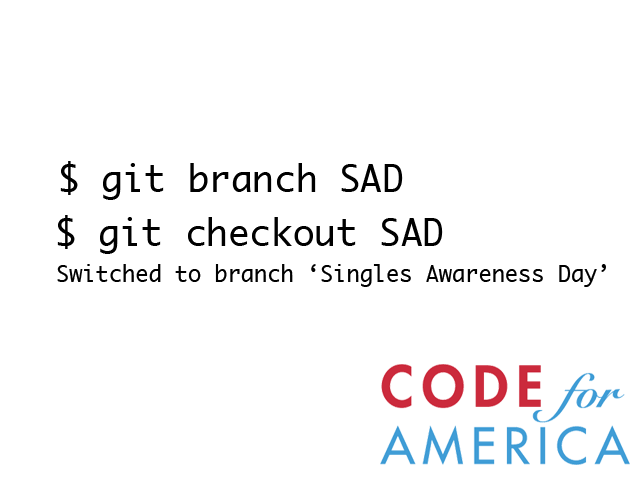 $ git branch SAD
$ git checkout SAD
Switched to branch ‘Singles Awareness Day’
CODE for
AMERICA